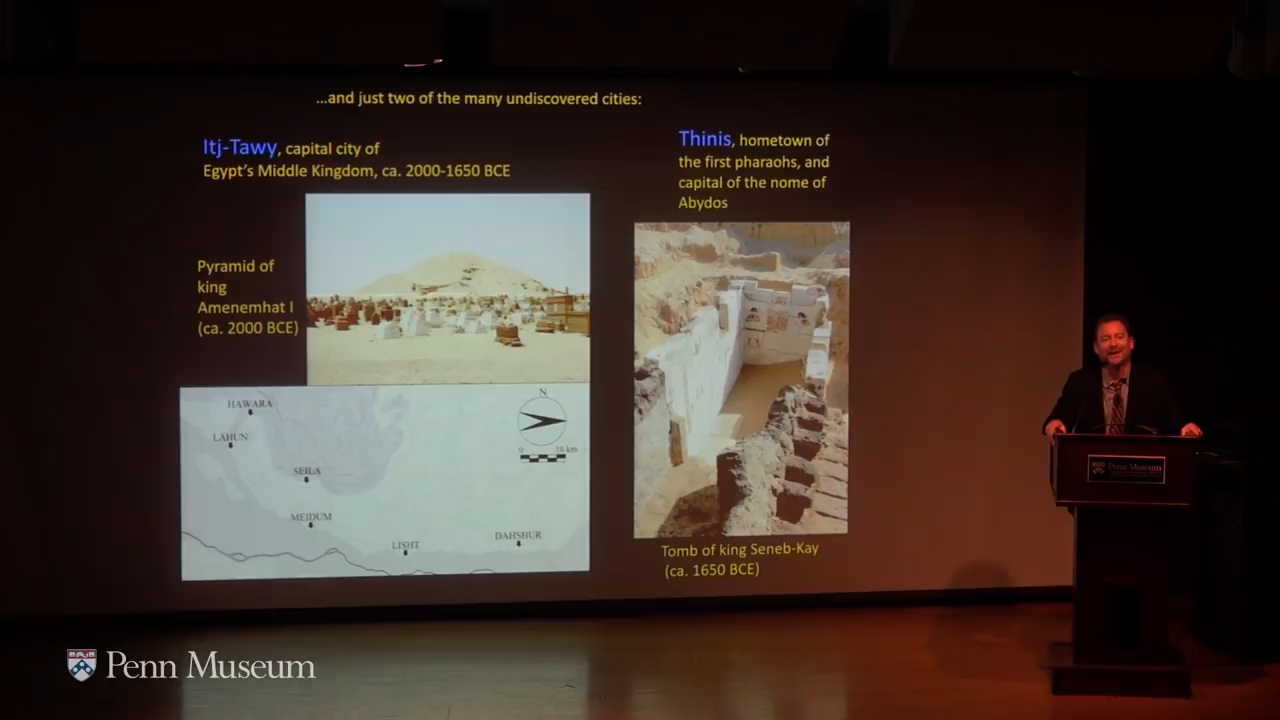 ...and just two of the many undiscovered cities:
Itj-Tawy, capital city of
Egypt's Middle Kingdom, ca. 2000-1650 BCE
Thinis, hometown of
the first pharaohs, and
capital of the nome of
Abydos
Pyramid of
king
Amenemhat I
(ca. 2000 BCE)
N
0 10 km
HAWARA
LAHUN
SEILA
MEIDUM
LISHT
DAHSHUR
Tomb of king Seneb-Kay
(ca. 1650 BCE)
Penn Museum
Penn Museum